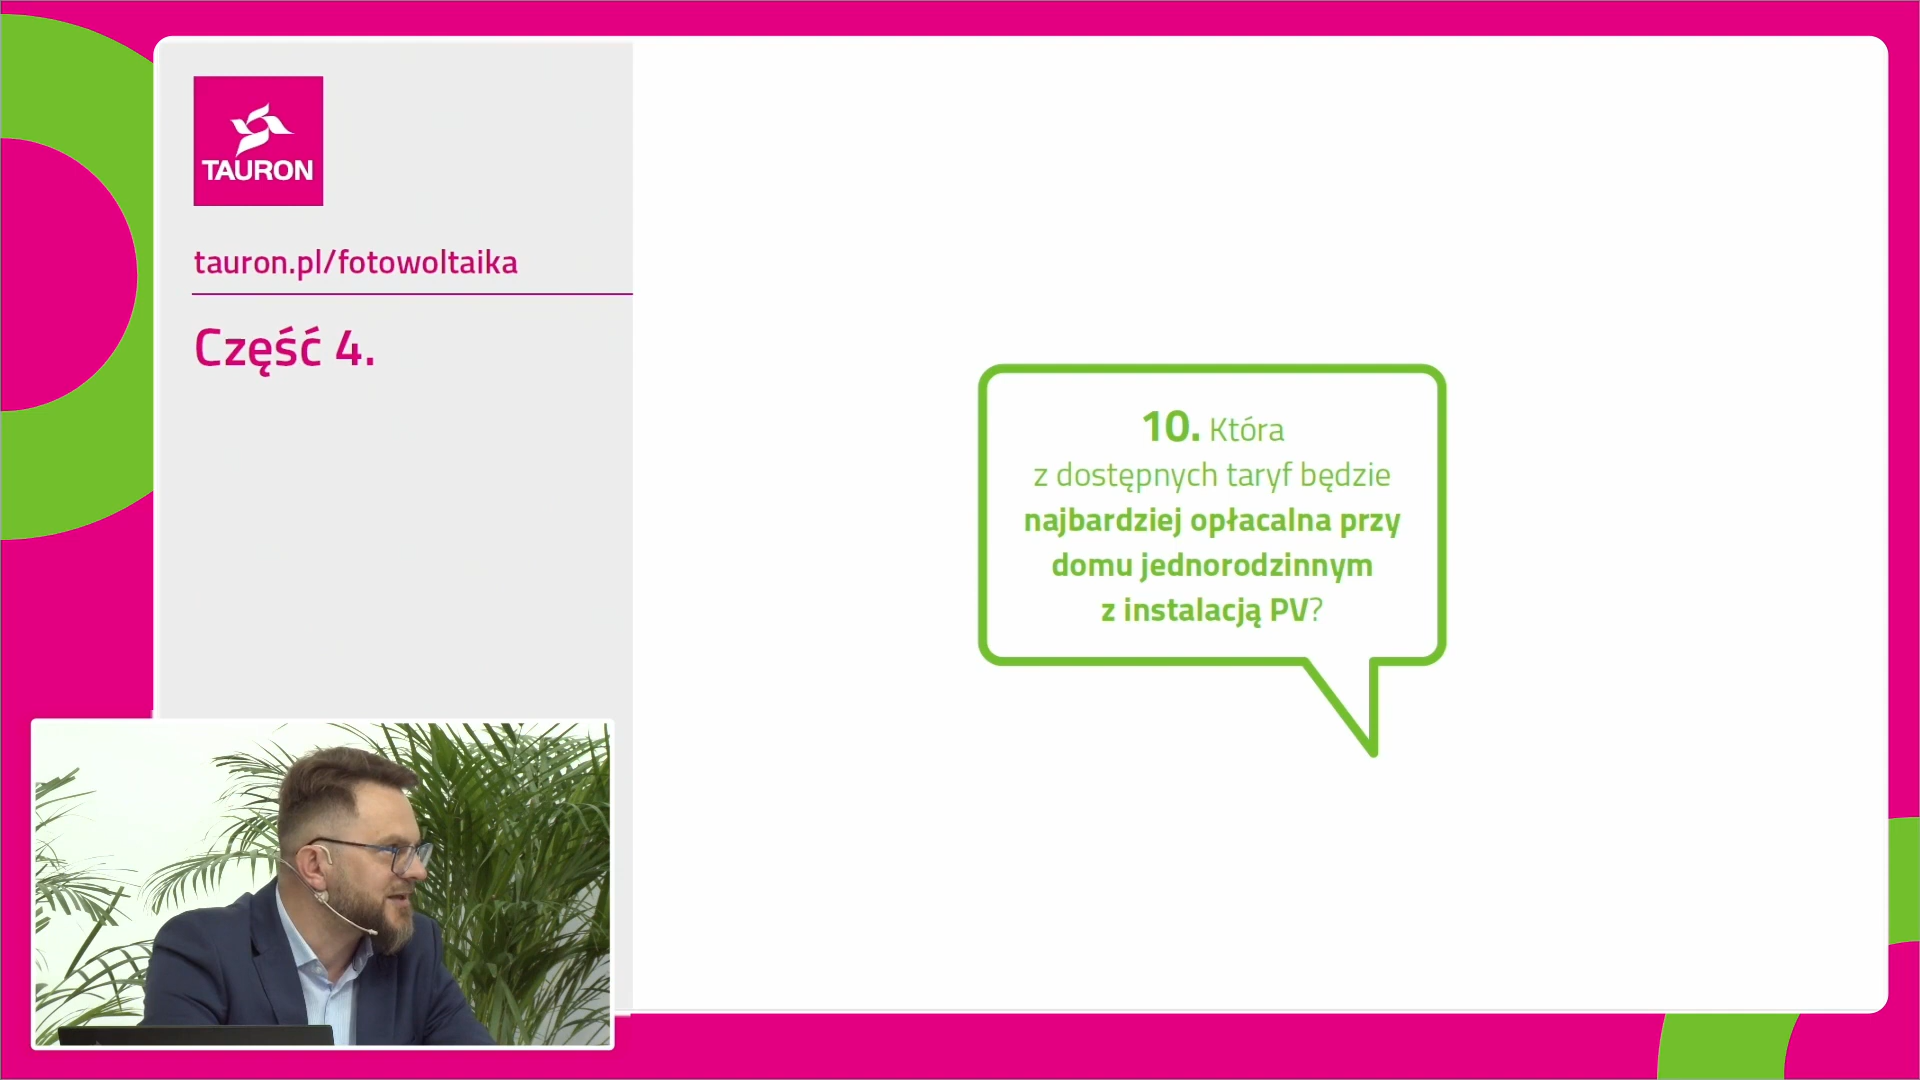 TAURON
tauron.pl/fotowoltaika
Część 4.
10. Która
z dostępnych taryf będzie
najbardziej opłacalna przy
domu jednorodzinnym
z instalacją PV?